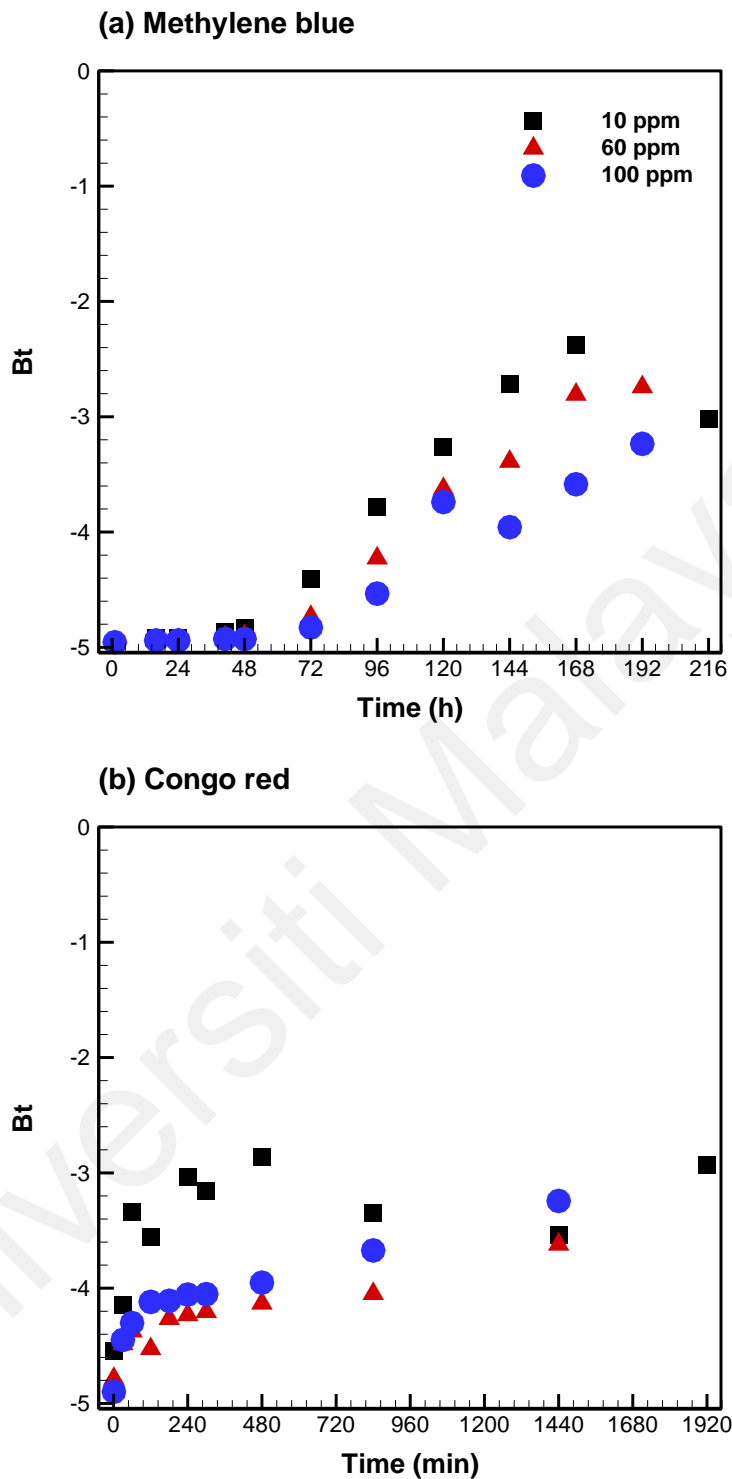 (a) Methylene blue
0
-1
-2
-3
-4
-5
Bt
10 ppm
60 ppm
100 ppm
0 24 48 72 96 120 144 168 192 216
Time (h)
(b) Congo red
0
-1
-2
-3
-4
-5
Bt
0 240 480 720 960 1200 1440 1680 1920
Time (min)
versiti Malaya